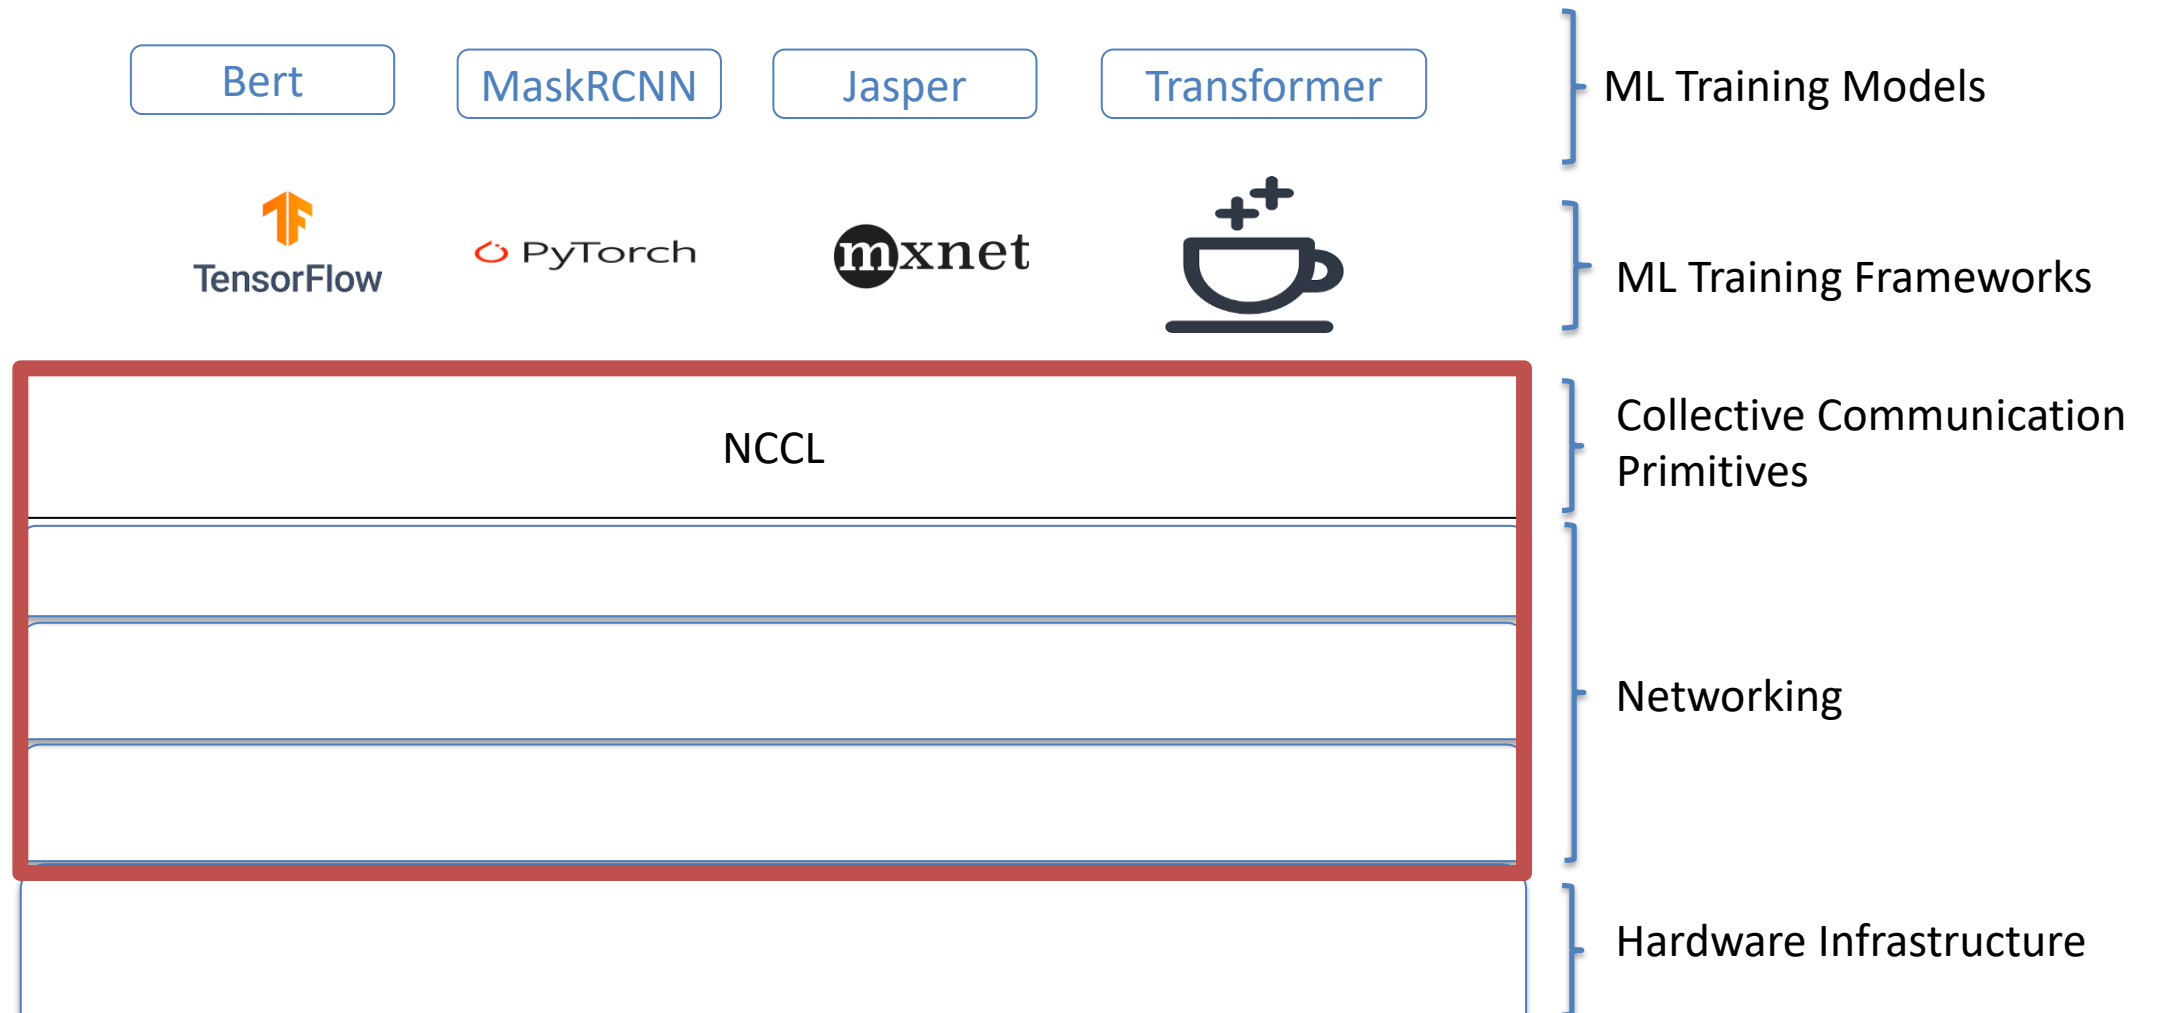 Bert
MaskRCNN
Jasper
Transformer
ML Training Models
TensorFlow
PyTorch
mxnet
ML Training Frameworks
NCCL
Collective Communication
Primitives
Networking
Hardware Infrastructure